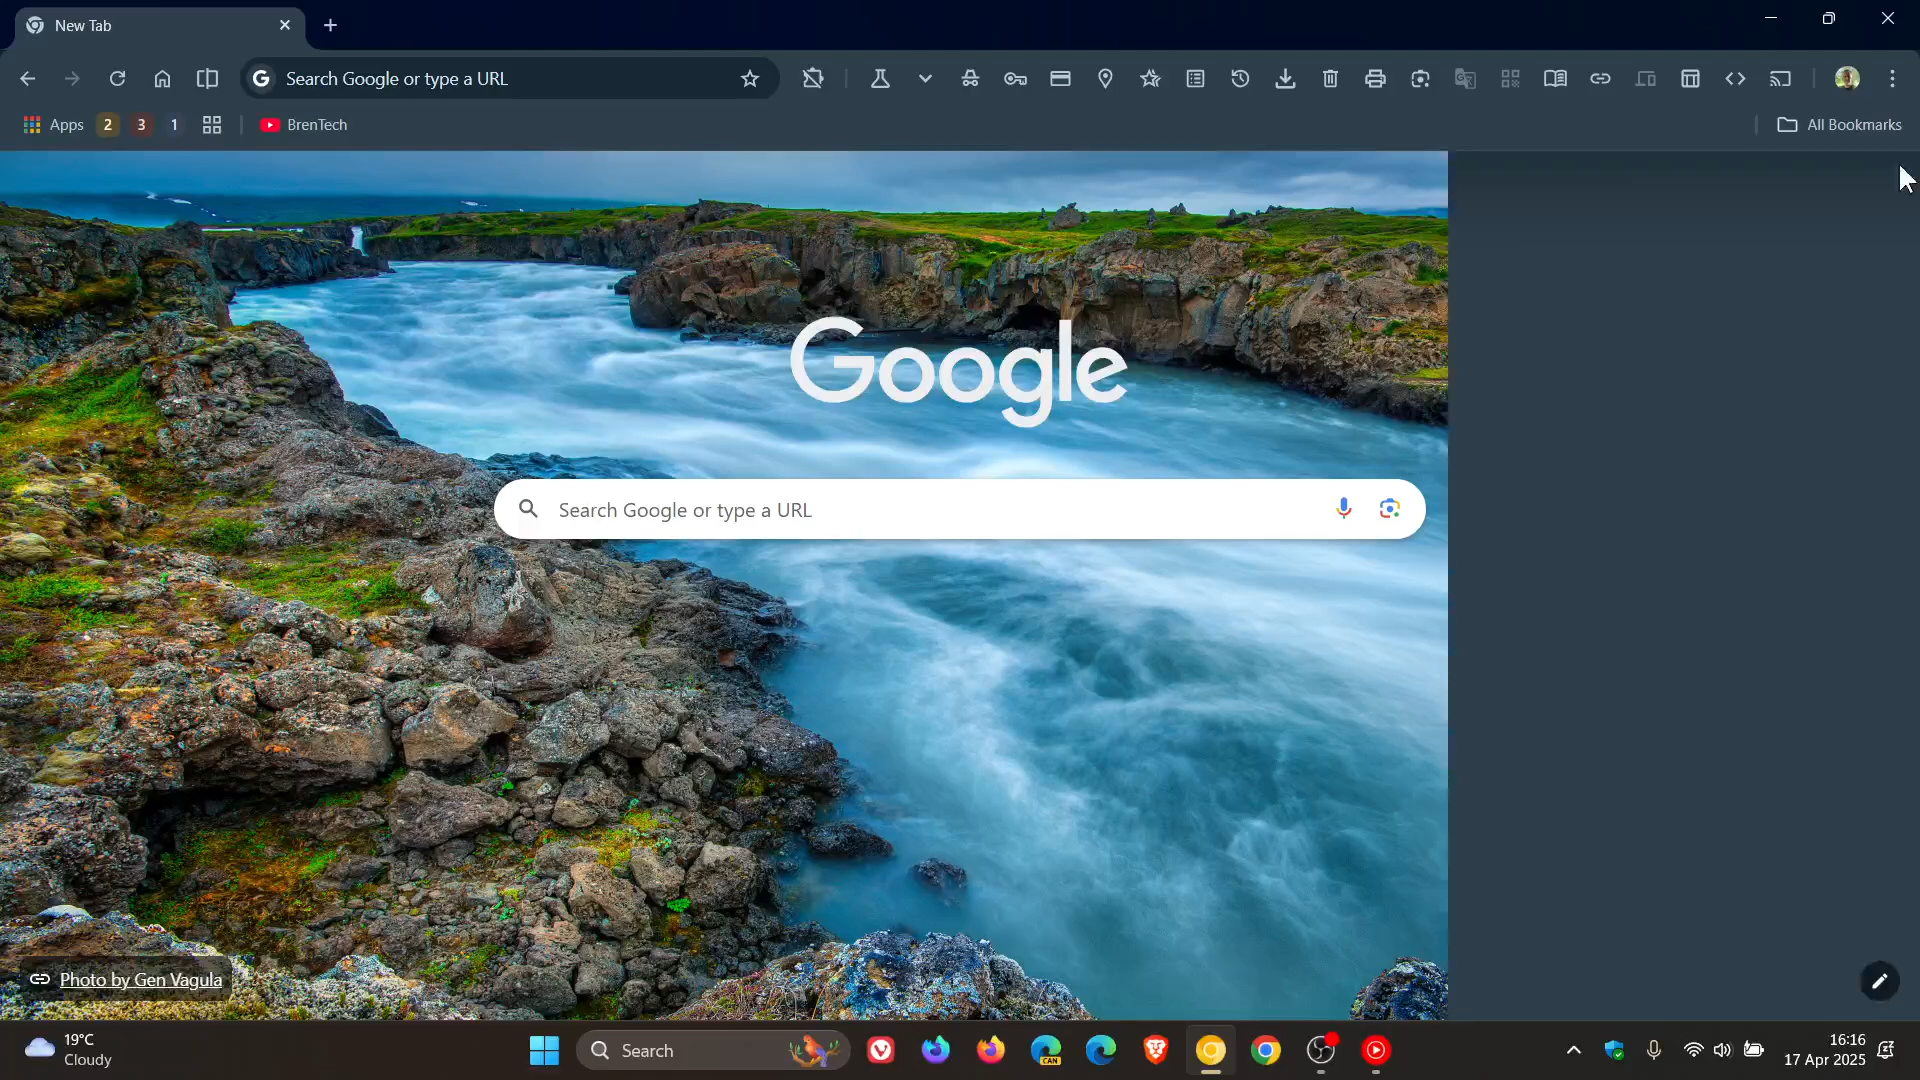 New Tab
Search Google or type a URL
Apps 2 3 1 BrenTech All Bookmarks
Google
Search Google or type a URL
Photo by Gen Vagula
19°C
Cloudy
Search
CAN
16:16
17 Apr 2025